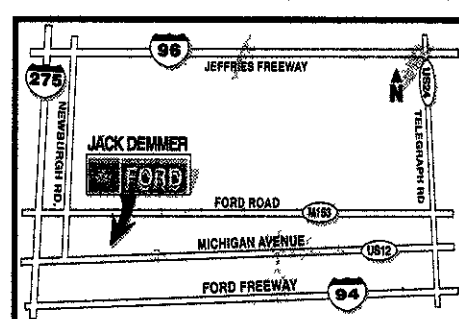 96
JEFFRIES FREEWAY
275
US24
N
NEWBURGH RD.
TELEGRAPH RD
JACK DEMMER
FORD
FORD ROAD
M153
MICHIGAN AVENUE
US12
FORD FREEWAY
94